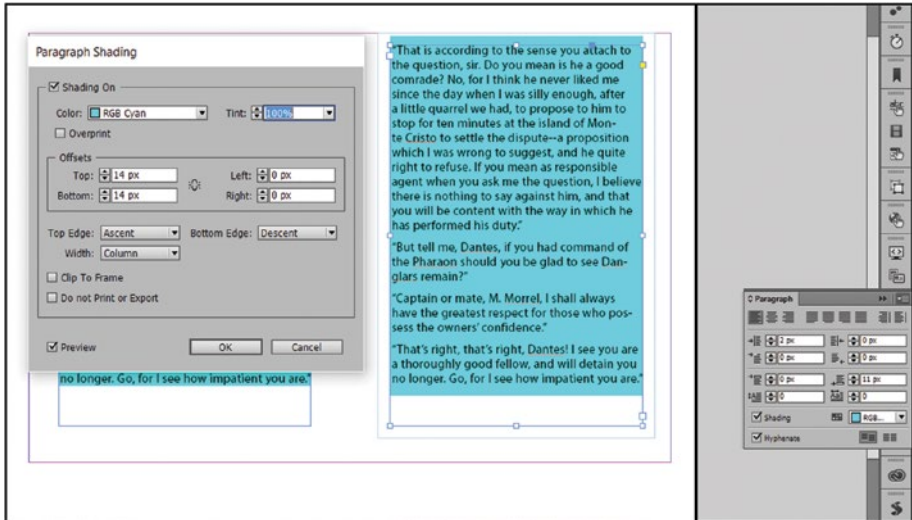 Paragraph Shading
Shading On
Color: RGB Cyan Tint: 100%
Overprint
Offsets
Top: 14 px Left: 0 px
Bottom: 14 px Right: 0 px
Top Edge: Ascent Bottom Edge: Descent
Width: Column
Clip To Frame
Do not Print or Export
Preview OK Cancel
no longer. Go, for I see how impatient you are."
"That is according to the sense you attach to
the question, sir. Do you mean is he a good
comrade? No, for I think he never liked me
since the day when I was silly enough, after
a little quarrel we had, to propose to him to
stop for ten minutes at the island of Mon-
te Cristo to settle the dispute--a proposition
which I was wrong to suggest, and he quite
right to refuse. If you mean as responsible
agent when you ask me the question, I believe
there is nothing to say against him, and that
you will be content with the way in which he
has performed his duty."
"But tell me, Dantes, if you had command of
the Pharaon should you be glad to see Dan-
glars remain?"
"Captain or mate, M. Morrel, I shall always
have the greatest respect for those who pos-
sess the owners' confidence."
"That's right, that's right, Dantes! I see you are
a thoroughly good fellow, and will detain you
no longer. Go, for I see how impatient you are."
Paragraph
2 px 0 px
0 px 0 px
0 px 11 px
0 0
Shading RGB...
Hyphenate